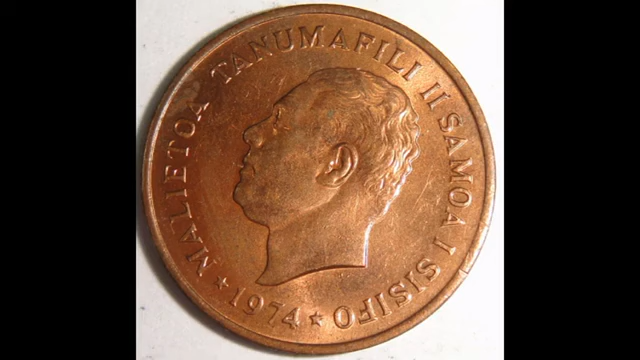 MALIETOA TANUMAFILI II SAMOA I SISIFO
★ 1974 ★